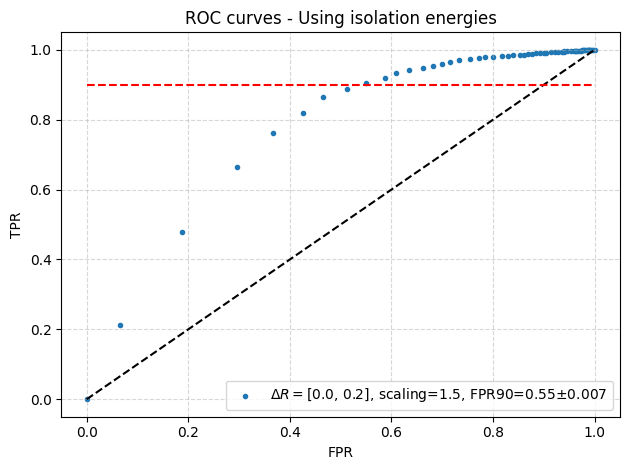 ROC curves - Using isolation energies
1.0
0.8
0.6
0.4
0.2
0.0
TPR
ΔR = [0.0, 0.2], scaling=1.5, FPR90=0.55±0.007
0.0 0.2 0.4 0.6 0.8 1.0
FPR